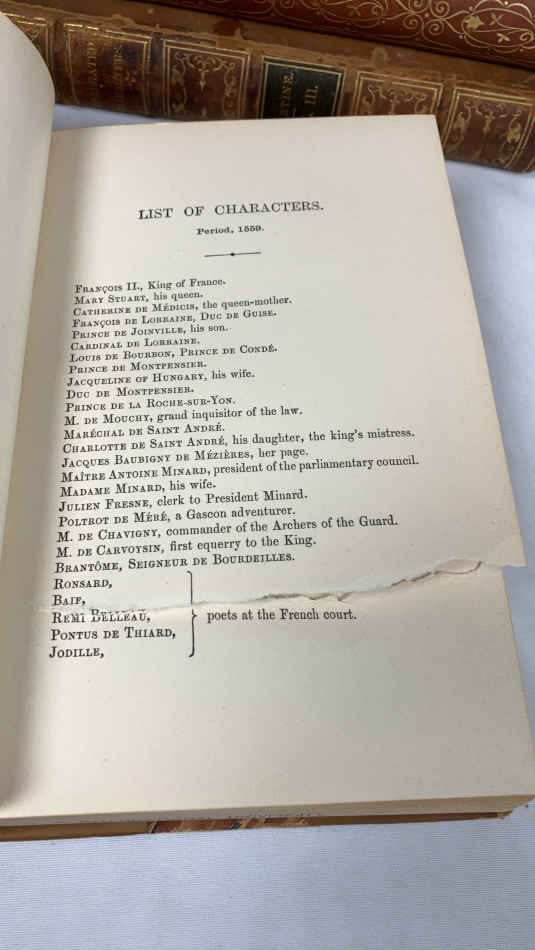 TINE.
III.
LIST OF CHARACTERS.
Period, 1559.
FRANÇOIS II., King of France.
MARY STUART, his queen.
CATHERINE DE MÉDICIS, the queen-mother.
FRANÇOIS DE LORRAINE, DUC DE GUISE.
PRINCE DE JOINVILLE, his son.
CARDINAL DE LORRAINE.
LOUIS DE BOURBON, PRINCE DE CONDÉ.
PRINCE DE MONTPENSIER.
JACQUELINE OF HUNGARY, his wife.
DUC DE MONTPENSIER.
PRINCE DE LA ROCHE-SUR-YON.
M. DE MOUCHY, grand inquisitor of the law.
MARÉCHAL DE SAINT ANDRÉ.
CHARLOTTE DE SAINT ANDRÉ, his daughter, the king's mistress.
JACQUES BAUBIGNY DE MÉZIÈRES, her page.
MAÎTRE ANTOINE MINARD, president of the parliamentary council.
MADAME MINARD, his wife.
JULIEN FRESNE, clerk to President Minard.
POLTROT DE MÉRÉ, a Gascon adventurer.
M. DE CHAVIGNY, commander of the Archers of the Guard.
M. DE CARVOYSIN, first equerry to the King.
BRANTÔME, SEIGNEUR DE BOURDEILLES.
RONSARD,
BAIF,
REMI BELLEAU, poets at the French court.
PONTUS DE THIARD,
JODILLE,